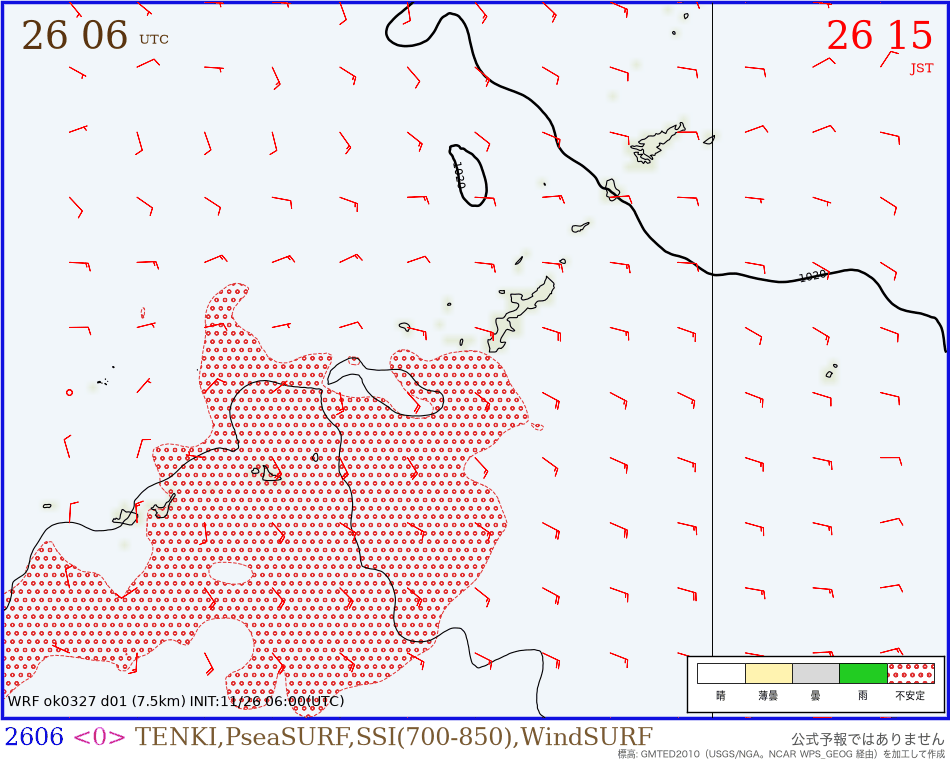 26 06 UTC
26 15
JST
1020
1020
WRF ok0327 d01 (7.5km) INIT:11/26 06:00(UTC)
晴 薄曇 曇 雨 不安定
2606 <0> TENKI,PseaSURF,SSI(700-850),WindSURF
公式予報ではありません
標高: GMTED2010（USGS/NGA。NCAR WPS_GEOG 経由）を加工して作成